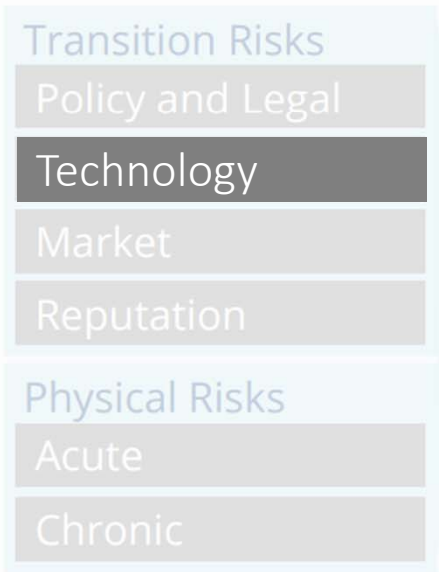 Transition Risks
Policy and Legal
Technology
Market
Reputation
Physical Risks
Acute
Chronic